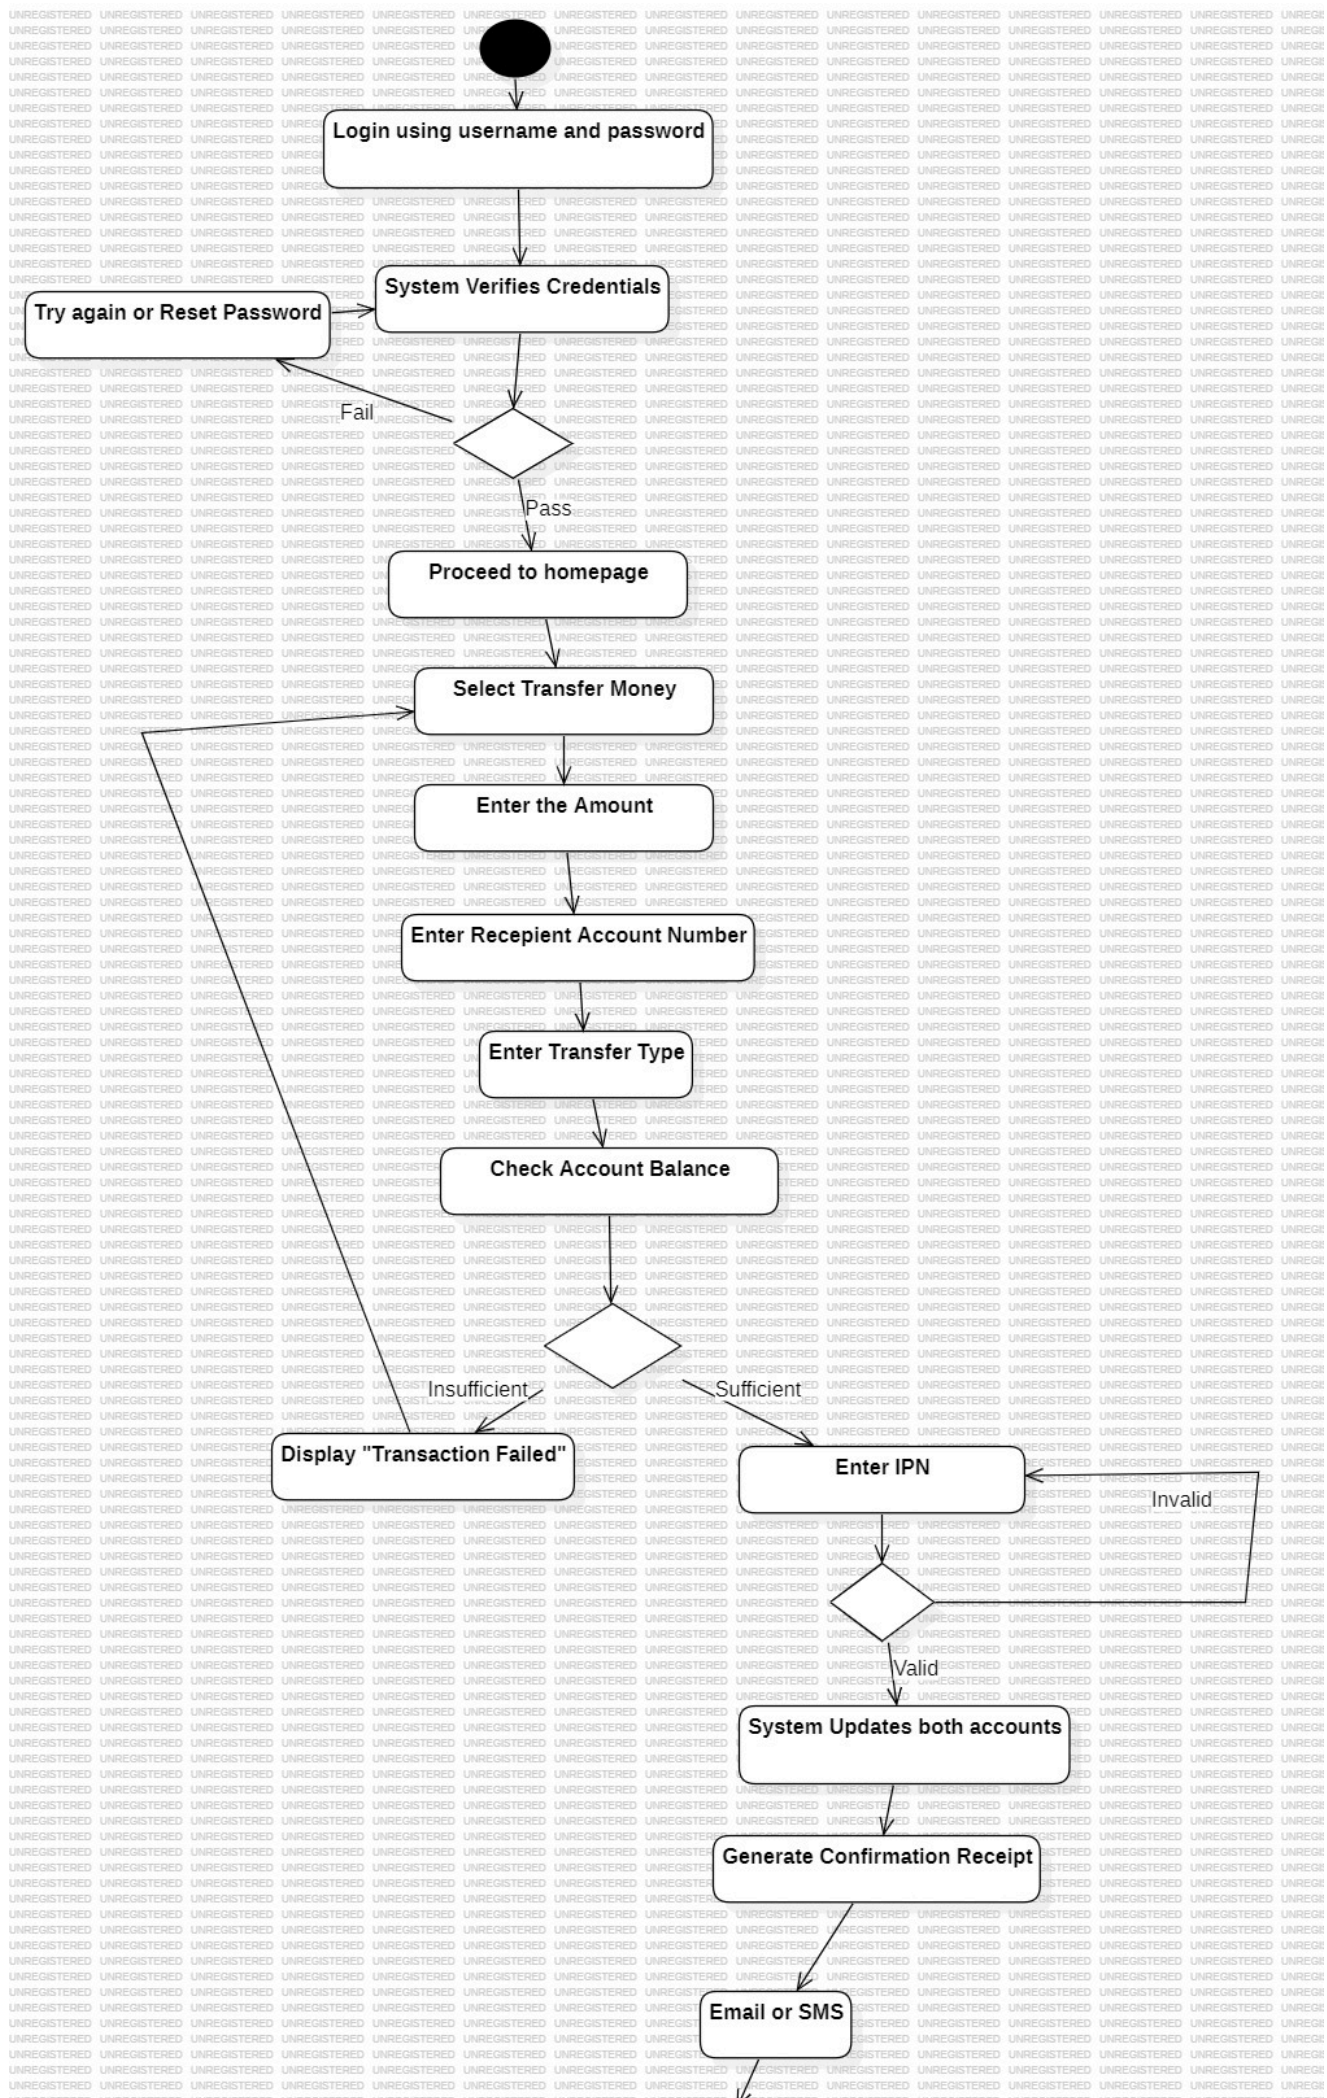 Login using username and password
System Verifies Credentials
Try again or Reset Password
Fail
Pass
Proceed to homepage
Select Transfer Money
Enter the Amount
Enter Recepient Account Number
Enter Transfer Type
Check Account Balance
Insufficient
Sufficient
Display "Transaction Failed"
Enter IPN
Invalid
Valid
System Updates both accounts
Generate Confirmation Receipt
Email or SMS
UNREGISTERED